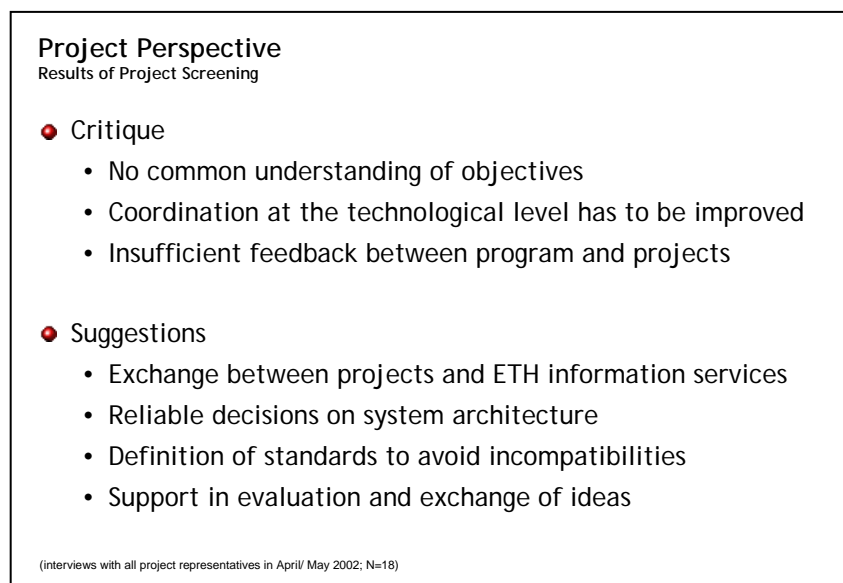 Project Perspective
Results of Project Screening
Critique
• No common understanding of objectives
• Coordination at the technological level has to be improved
• Insufficient feedback between program and projects
Suggestions
• Exchange between projects and ETH information services
• Reliable decisions on system architecture
• Definition of standards to avoid incompatibilities
• Support in evaluation and exchange of ideas
(interviews with all project representatives in April/ May 2002; N=18)